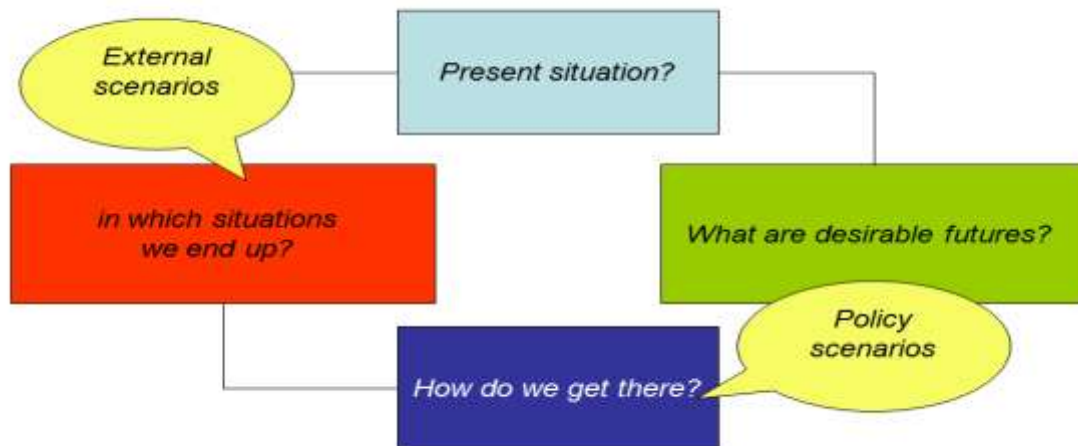 External
scenarios
Present situation?
in which situations
we end up?
What are desirable futures?
Policy
scenarios
How do we get there?